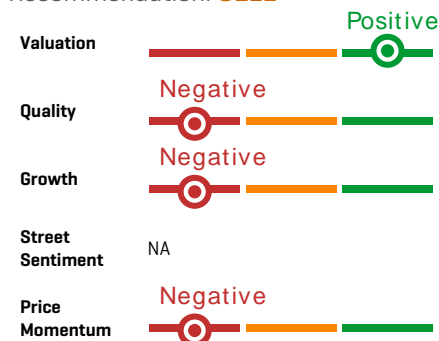 Positive
Valuation
Negative
Quality
Negative
Growth
Street
Sentiment NA
Negative
Price
Momentum